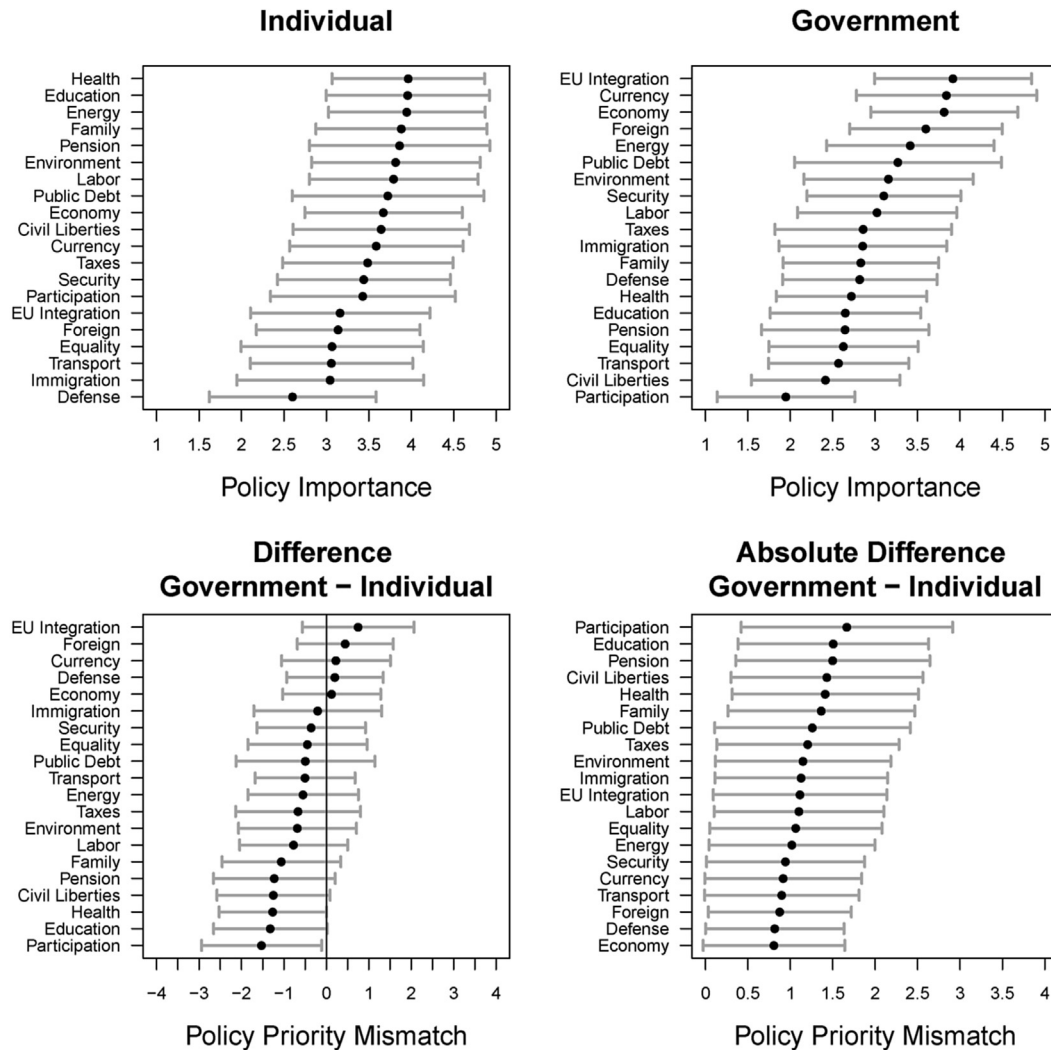 Individual
Health
Education
Energy
Family
Pension
Environment
Labor
Public Debt
Economy
Civil Liberties
Currency
Taxes
Security
Participation
EU Integration
Foreign
Equality
Transport
Immigration
Defense
1 1.5 2 2.5 3 3.5 4 4.5 5
Policy Importance
Government
EU Integration
Currency
Economy
Foreign
Energy
Public Debt
Environment
Security
Labor
Taxes
Immigration
Family
Defense
Health
Education
Pension
Equality
Transport
Civil Liberties
Participation
1 1.5 2 2.5 3 3.5 4 4.5 5
Policy Importance
Difference
Government − Individual
EU Integration
Foreign
Currency
Defense
Economy
Immigration
Security
Equality
Public Debt
Transport
Energy
Taxes
Environment
Labor
Family
Pension
Civil Liberties
Health
Education
Participation
−4 −3 −2 −1 0 1 2 3 4
Policy Priority Mismatch
Absolute Difference
Government − Individual
Participation
Education
Pension
Civil Liberties
Health
Family
Public Debt
Taxes
Environment
Immigration
EU Integration
Labor
Equality
Energy
Security
Currency
Transport
Foreign
Defense
Economy
0 0.5 1 1.5 2 2.5 3 3.5 4
Policy Priority Mismatch